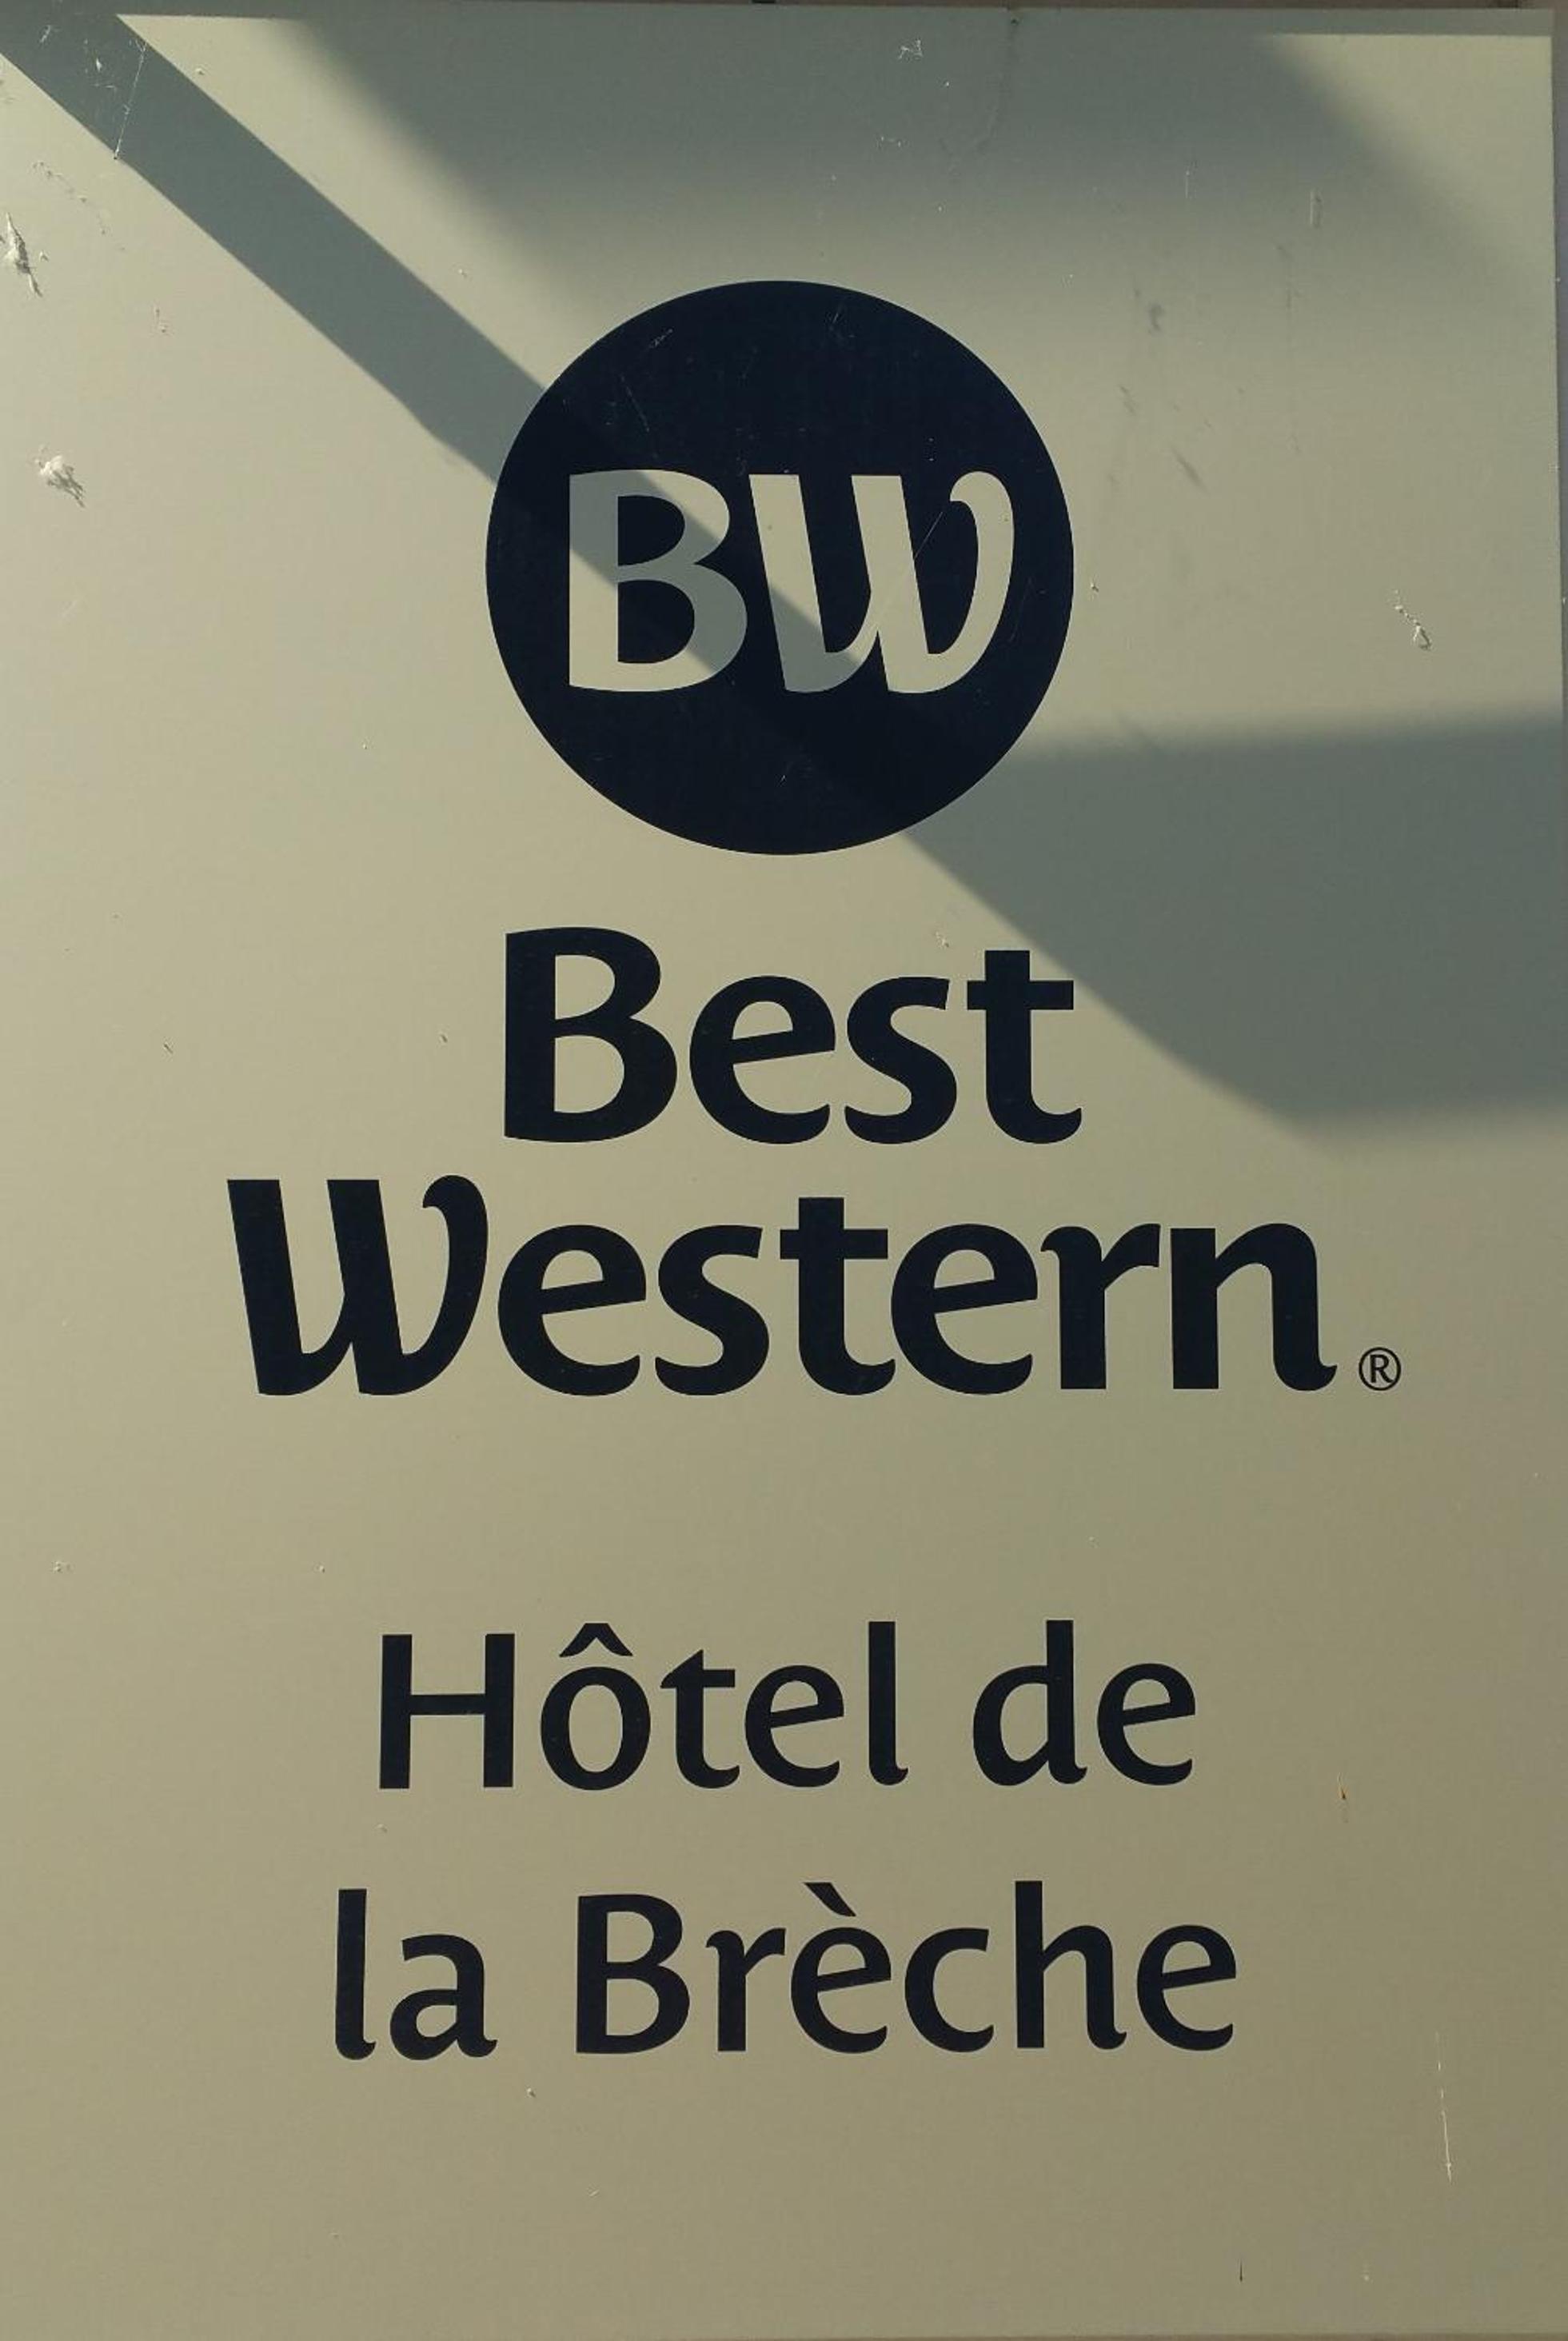 BW
Best
Western®
Hôtel de
la Brèche